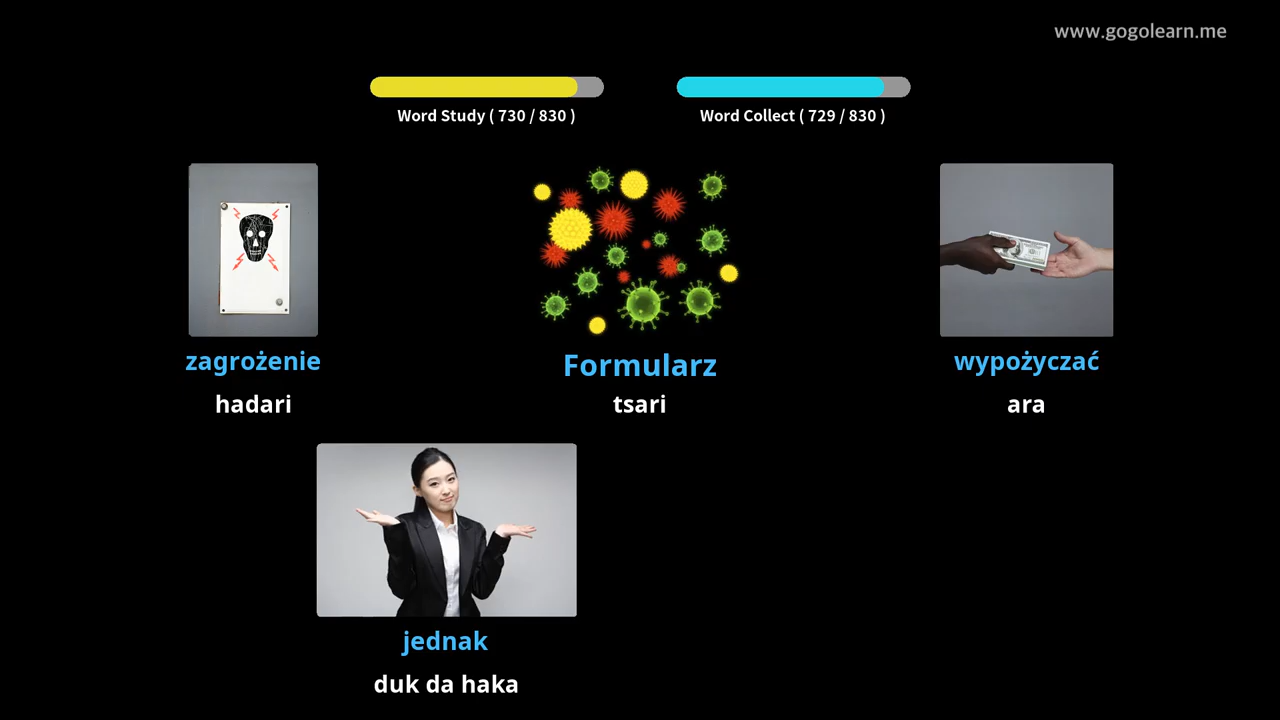 www.gogolearn.me
Word Study ( 730 / 830 )
Word Collect ( 729 / 830 )
zagrożenie
hadari
Formularz
tsari
wypożyczać
ara
jednak
duk da haka